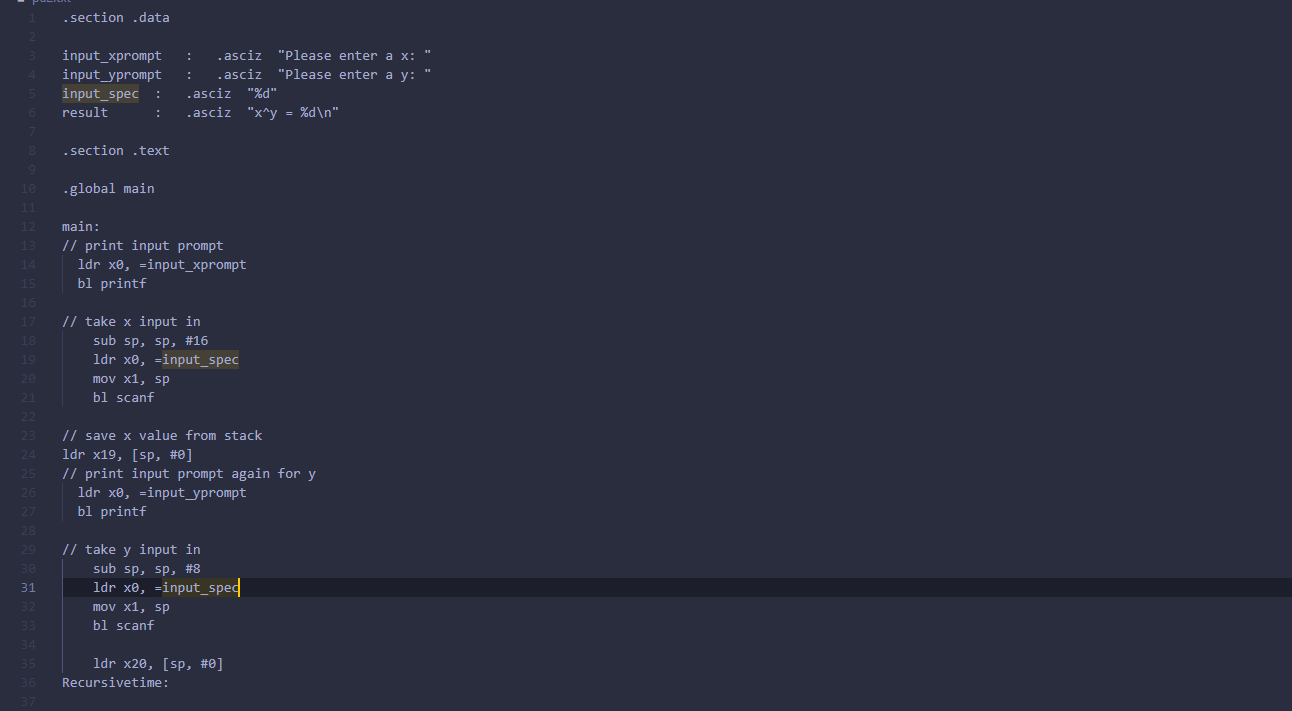 1 .section .data
2
3 input_xprompt   :   .asciz  "Please enter a x: "
4 input_yprompt   :   .asciz  "Please enter a y: "
5 input_spec  :   .asciz  "%d"
6 result      :   .asciz  "x^y = %d\n"
7
8 .section .text
9
10 .global main
11
12 main:
13 // print input prompt
14   ldr x0, =input_xprompt
15   bl printf
16
17 // take x input in
18     sub sp, sp, #16
19     ldr x0, =input_spec
20     mov x1, sp
21     bl scanf
22
23 // save x value from stack
24 ldr x19, [sp, #0]
25 // print input prompt again for y
26   ldr x0, =input_yprompt
27   bl printf
28
29 // take y input in
30     sub sp, sp, #8
31     ldr x0, =input_spec
32     mov x1, sp
33     bl scanf
34
35     ldr x20, [sp, #0]
36 Recursivetime:
37